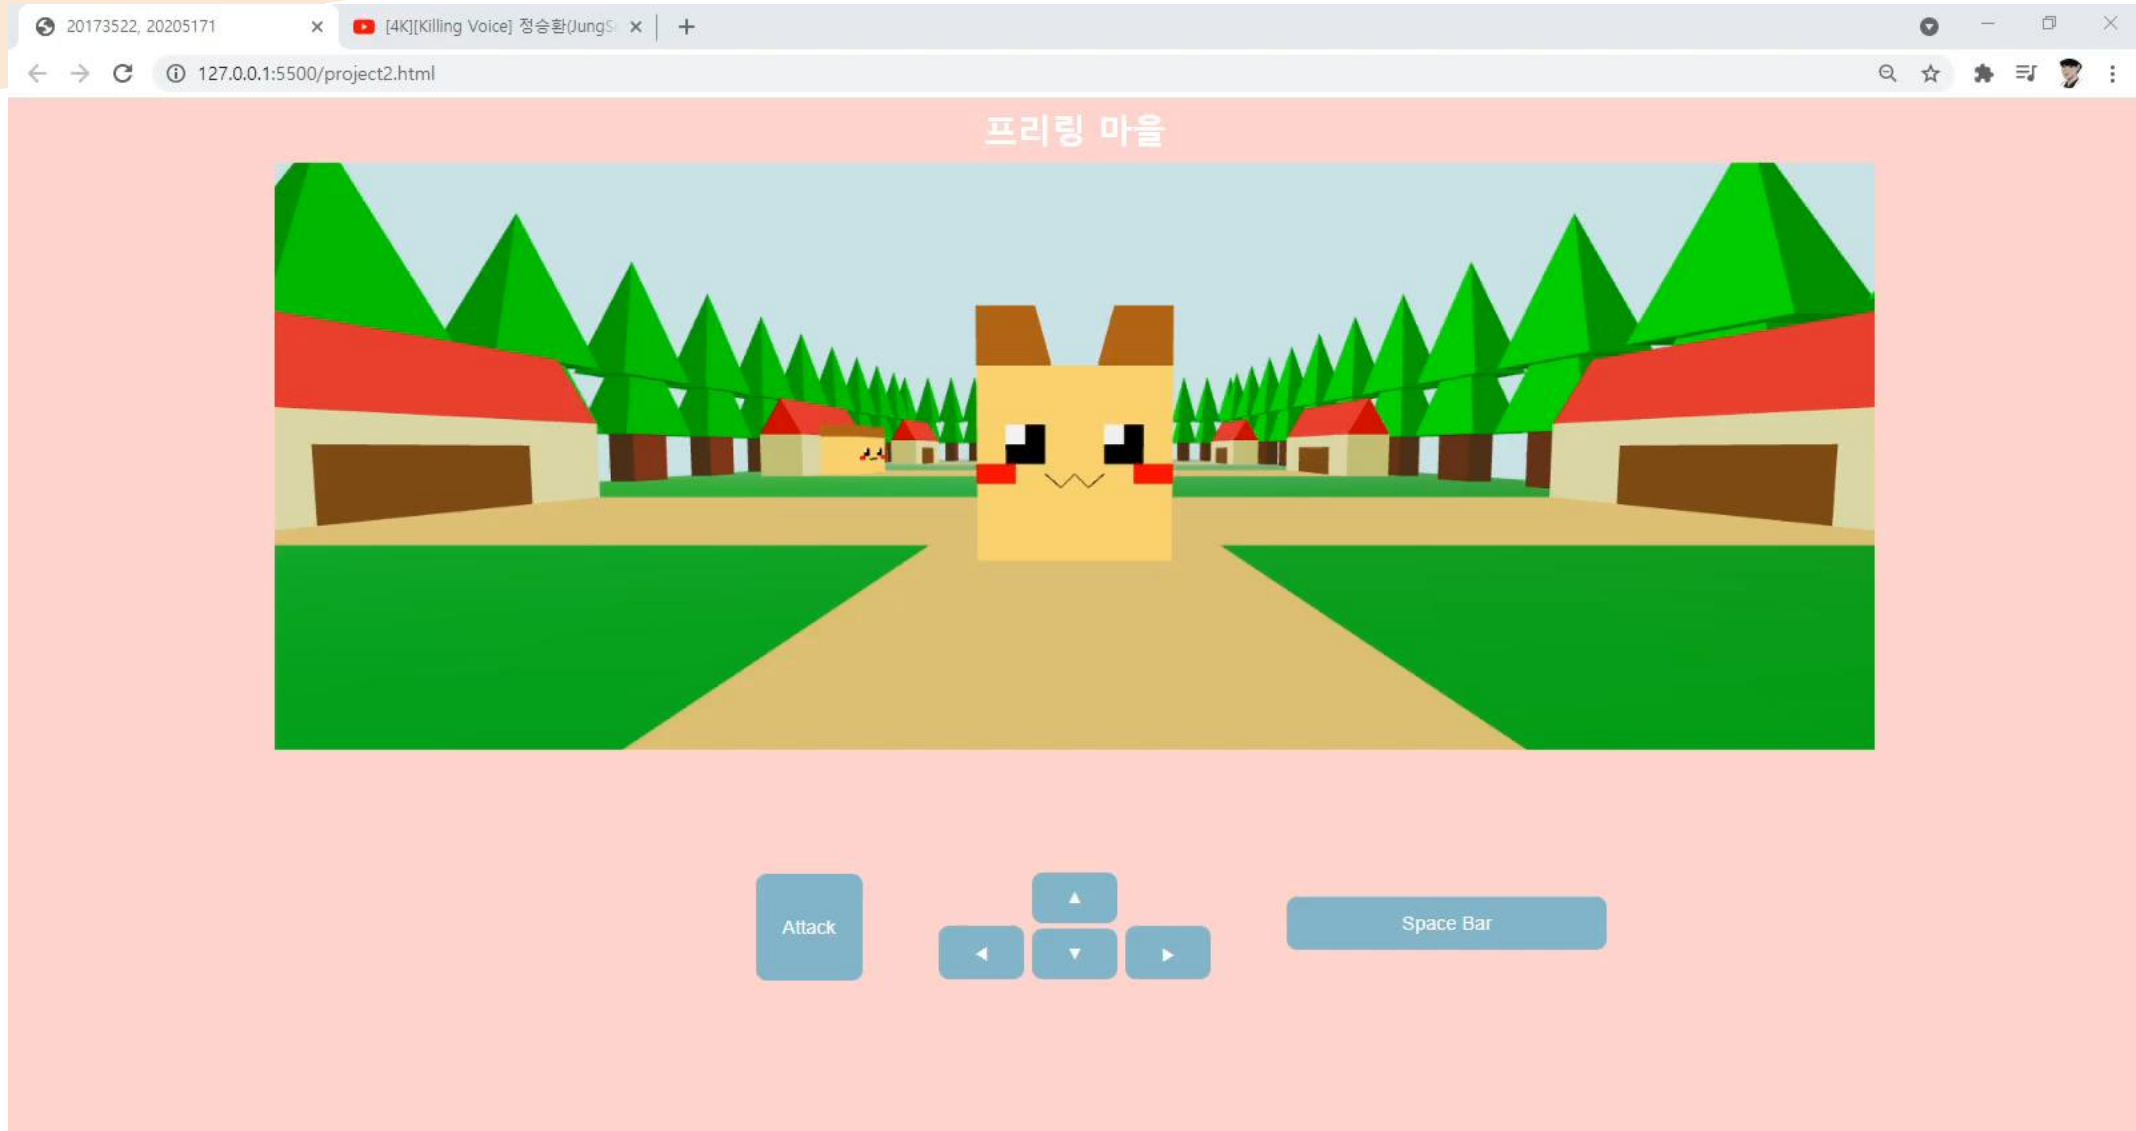 20173522, 20205171
[4K][Killing Voice] 정승환(JungS
127.0.0.1:5500/project2.html
프리링 마을
▲
Attack
Space Bar
◀ ▼ ▶